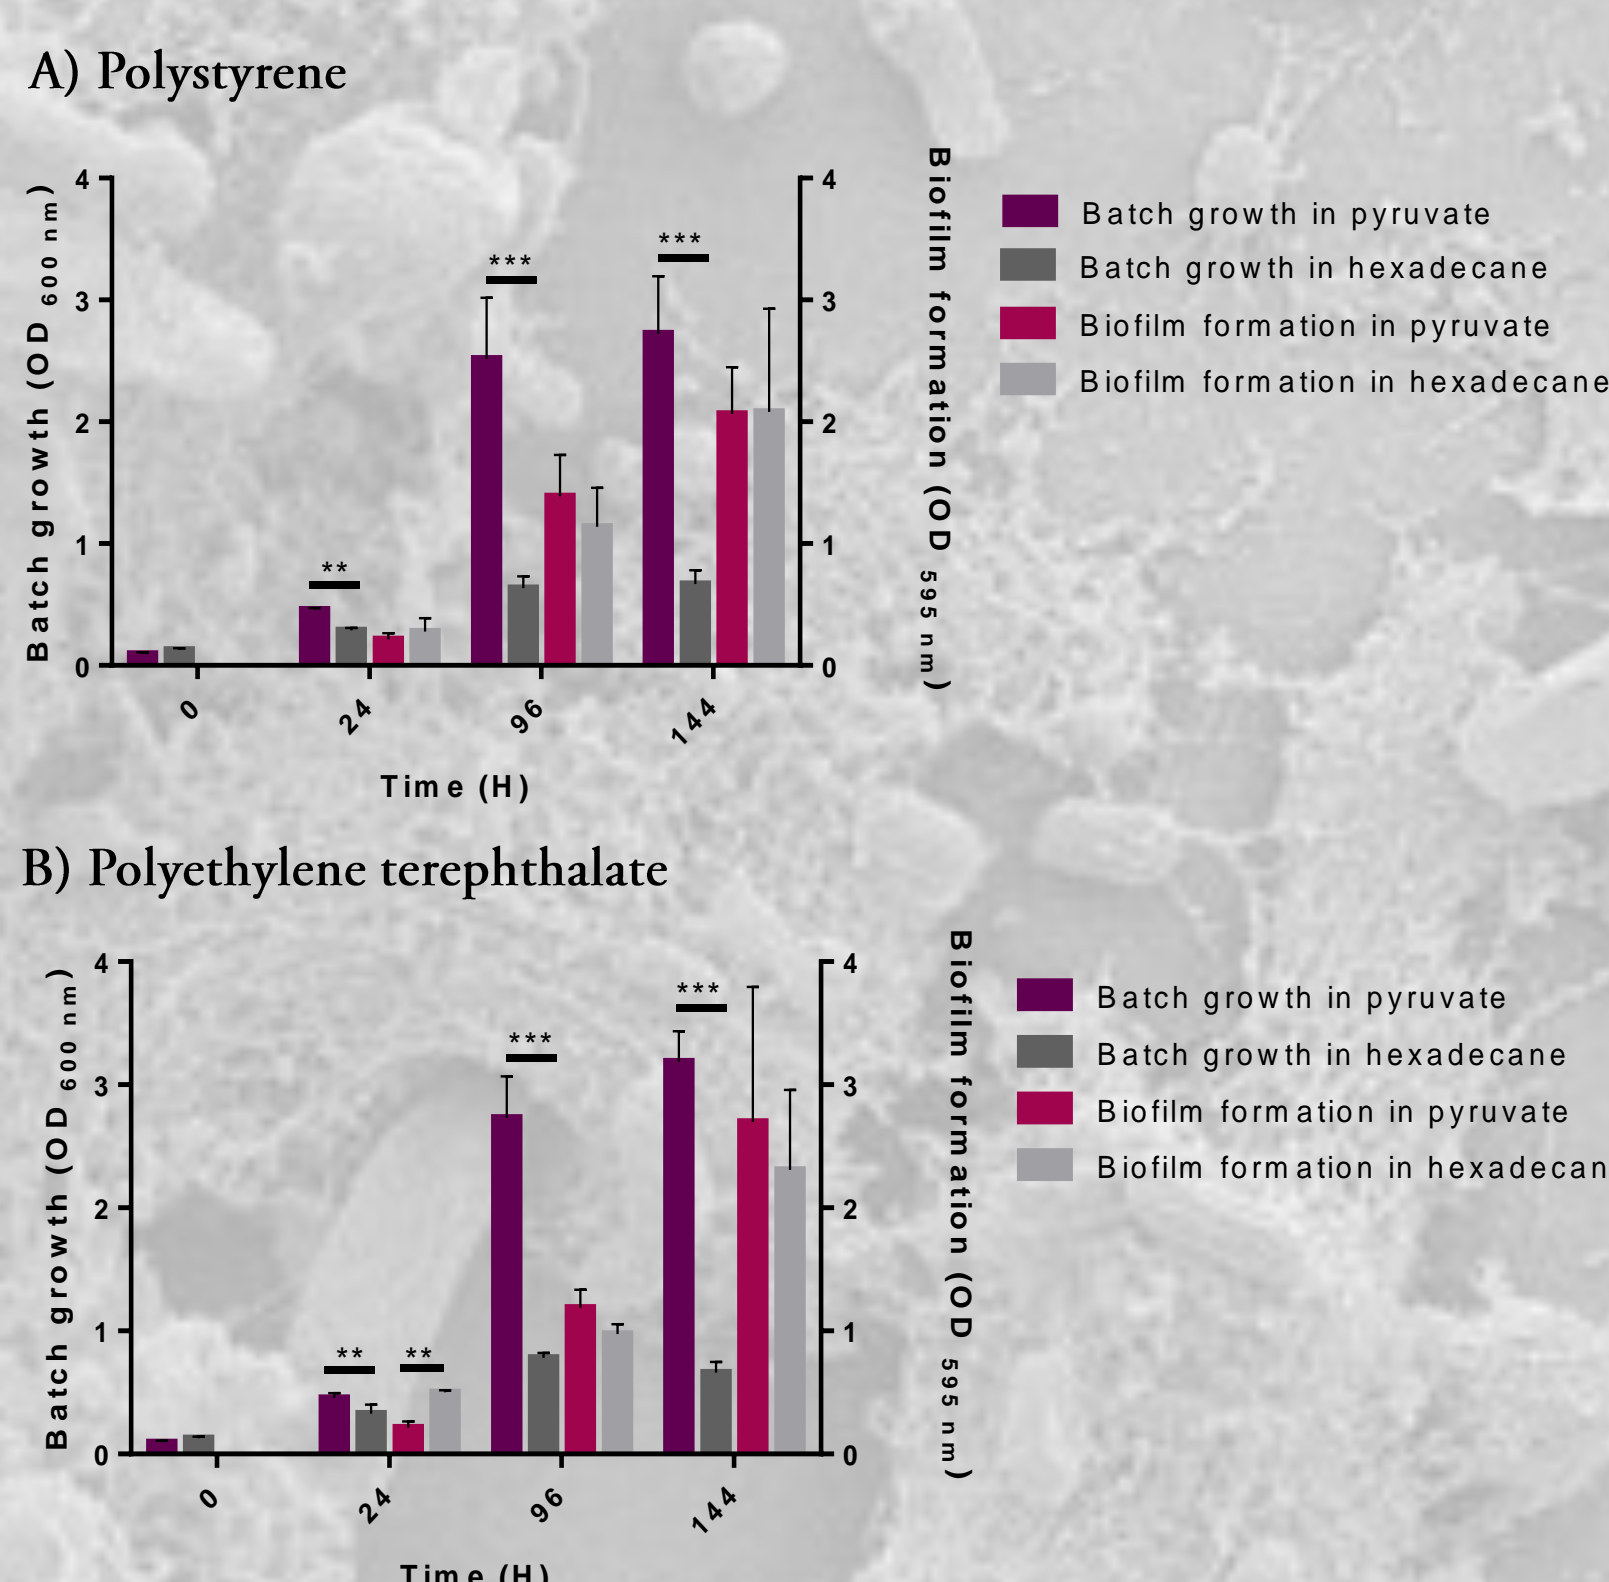 A) Polystyrene
Batch growth (OD 600 nm)
4
3
2
1
0
** 
***
***
4
3
2
1
0
Biofilm formation (OD 595 nm)
0
24
96
144
Time (H)
Batch growth in pyruvate
Batch growth in hexadecane
Biofilm formation in pyruvate
Biofilm formation in hexadecane
B) Polyethylene terephthalate
Batch growth (OD 600 nm)
4
3
2
1
0
**
**
***
***
4
3
2
1
0
Biofilm formation (OD 595 nm)
0
24
96
144
Time (H)
Batch growth in pyruvate
Batch growth in hexadecane
Biofilm formation in pyruvate
Biofilm formation in hexadecan